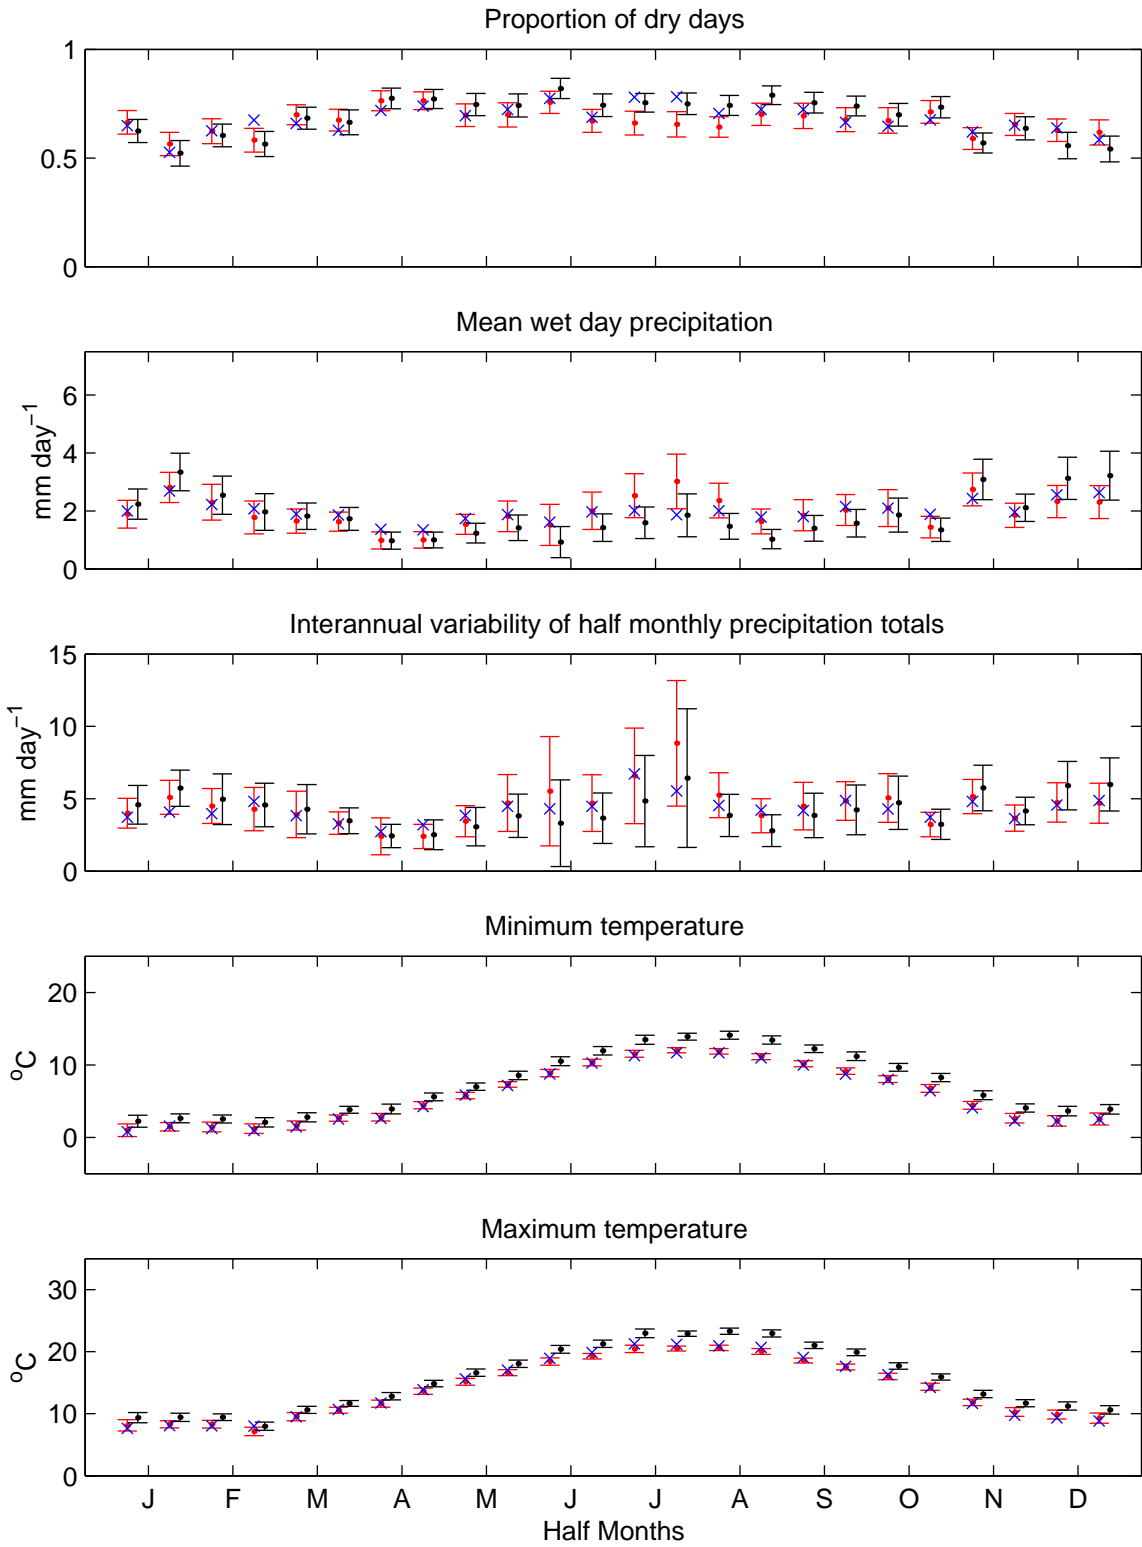 Proportion of dry days
1
0.5
0
Mean wet day precipitation
mm day⁻¹
6
4
2
0
Interannual variability of half monthly precipitation totals
mm day⁻¹
15
10
5
0
Minimum temperature
ºC
20
10
0
Maximum temperature
ºC
30
20
10
0
J F M A M J J A S O N D
Half Months